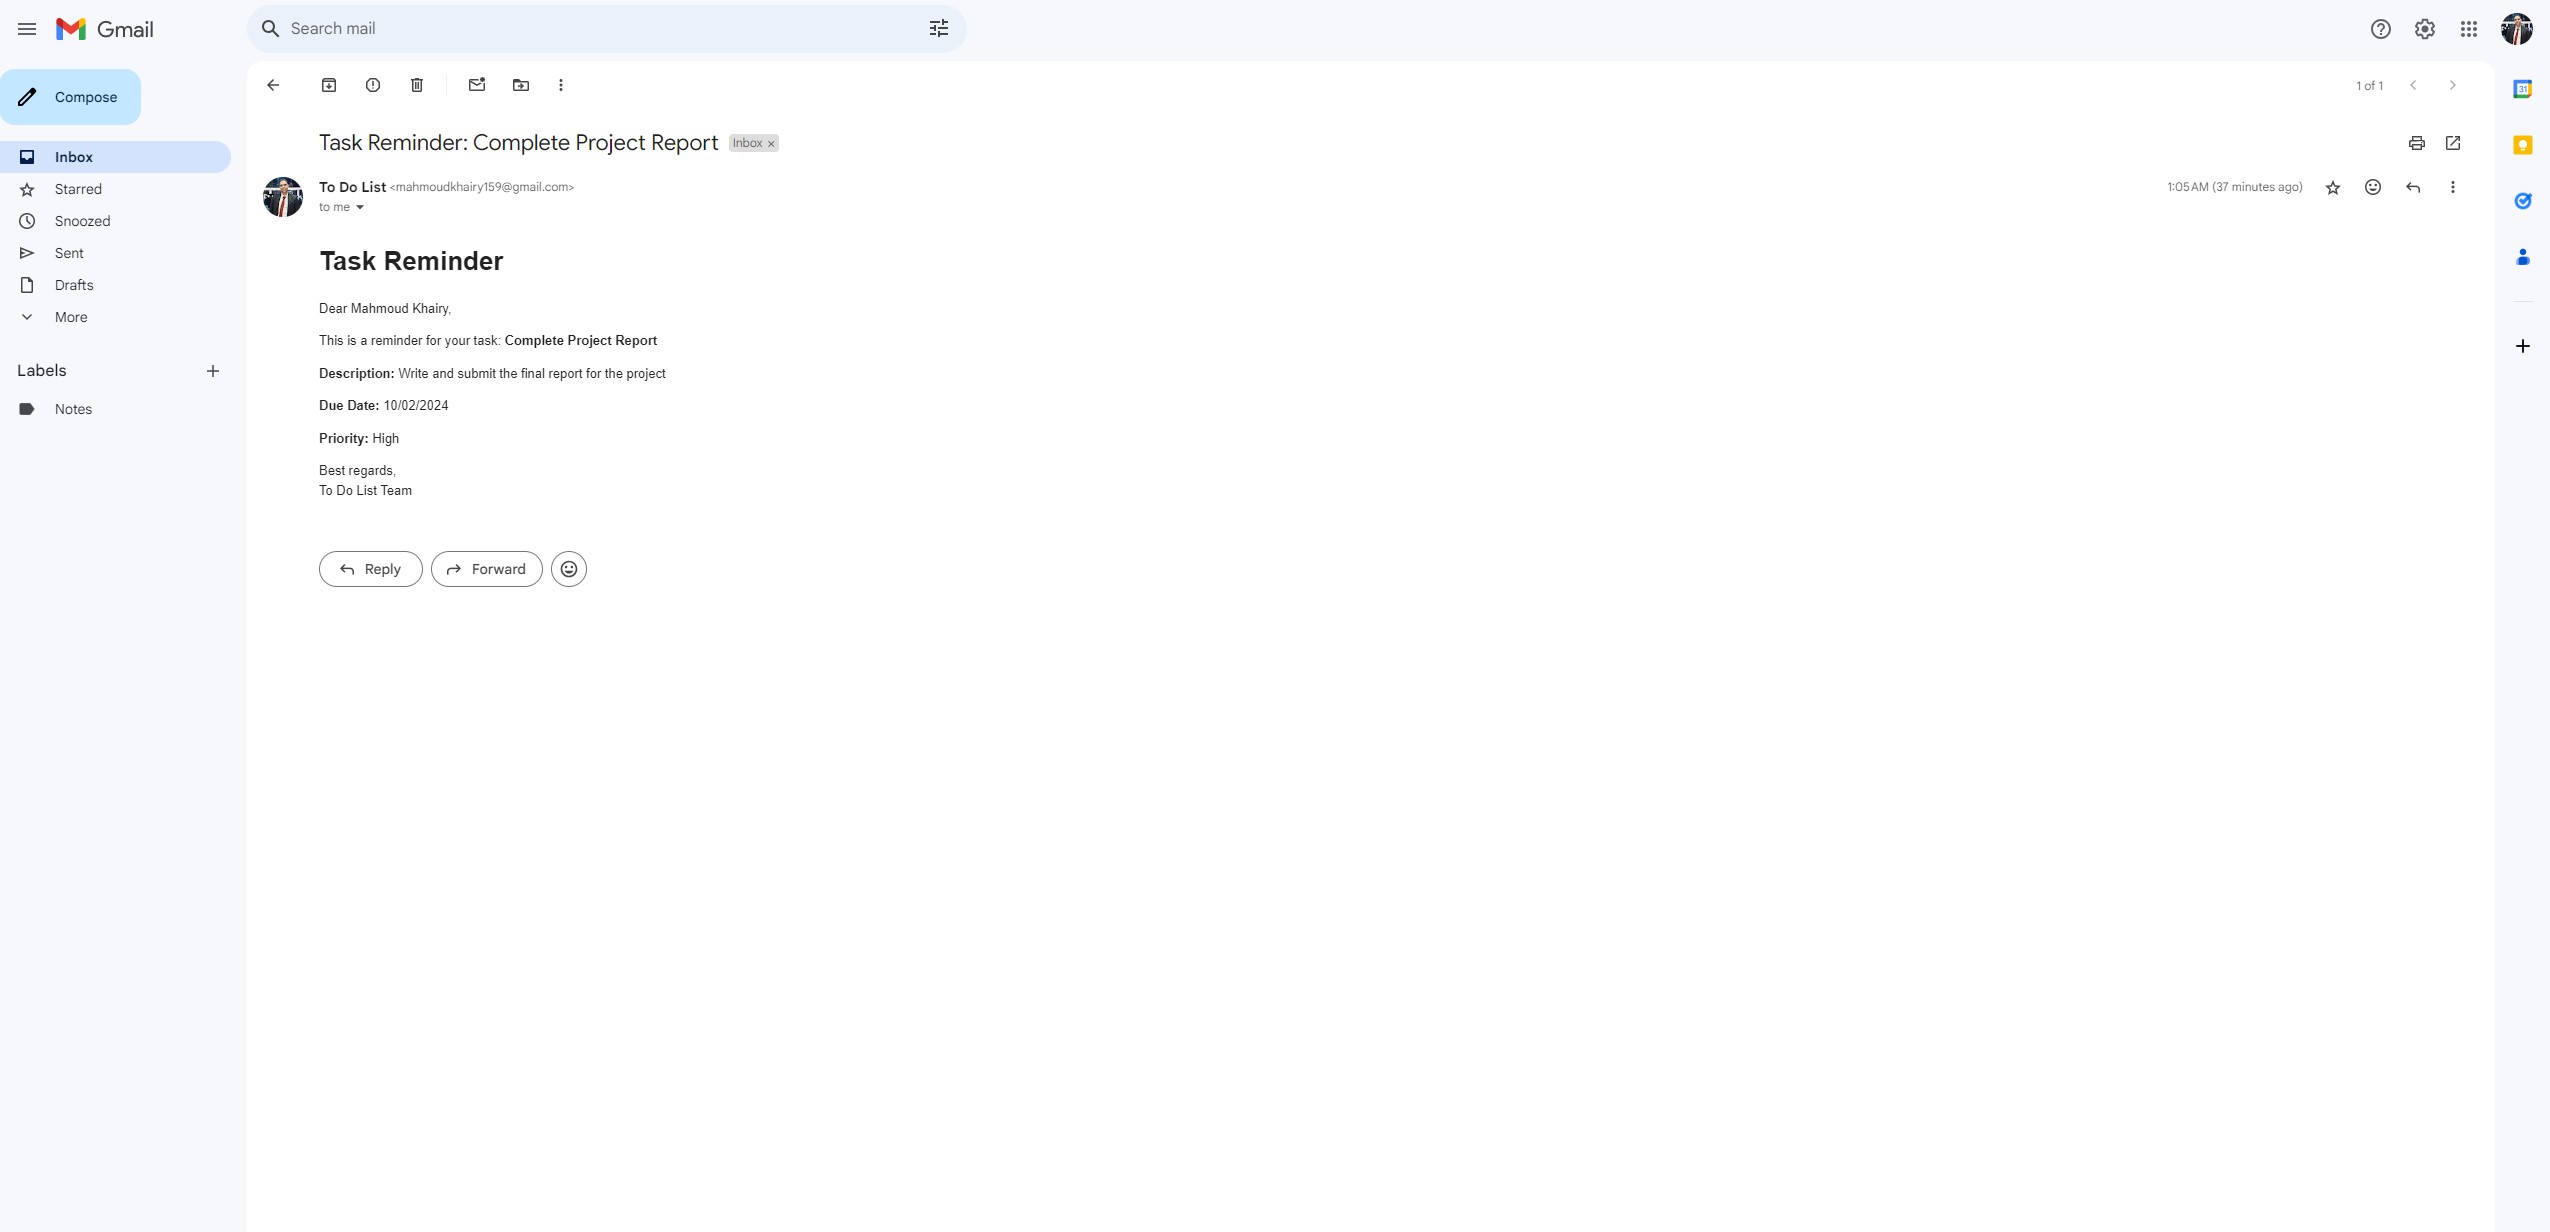 Gmail
Search mail
Compose
Inbox
Starred
Snoozed
Sent
Drafts
More
Labels
Notes
1 of 1
Task Reminder: Complete Project Report Inbox ×
To Do List <mahmoudkhairy159@gmail.com>
1:05 AM (37 minutes ago)
to me
Task Reminder
Dear Mahmoud Khairy,
This is a reminder for your task: Complete Project Report
Description: Write and submit the final report for the project
Due Date: 10/02/2024
Priority: High
Best regards,
To Do List Team
Reply
Forward
31